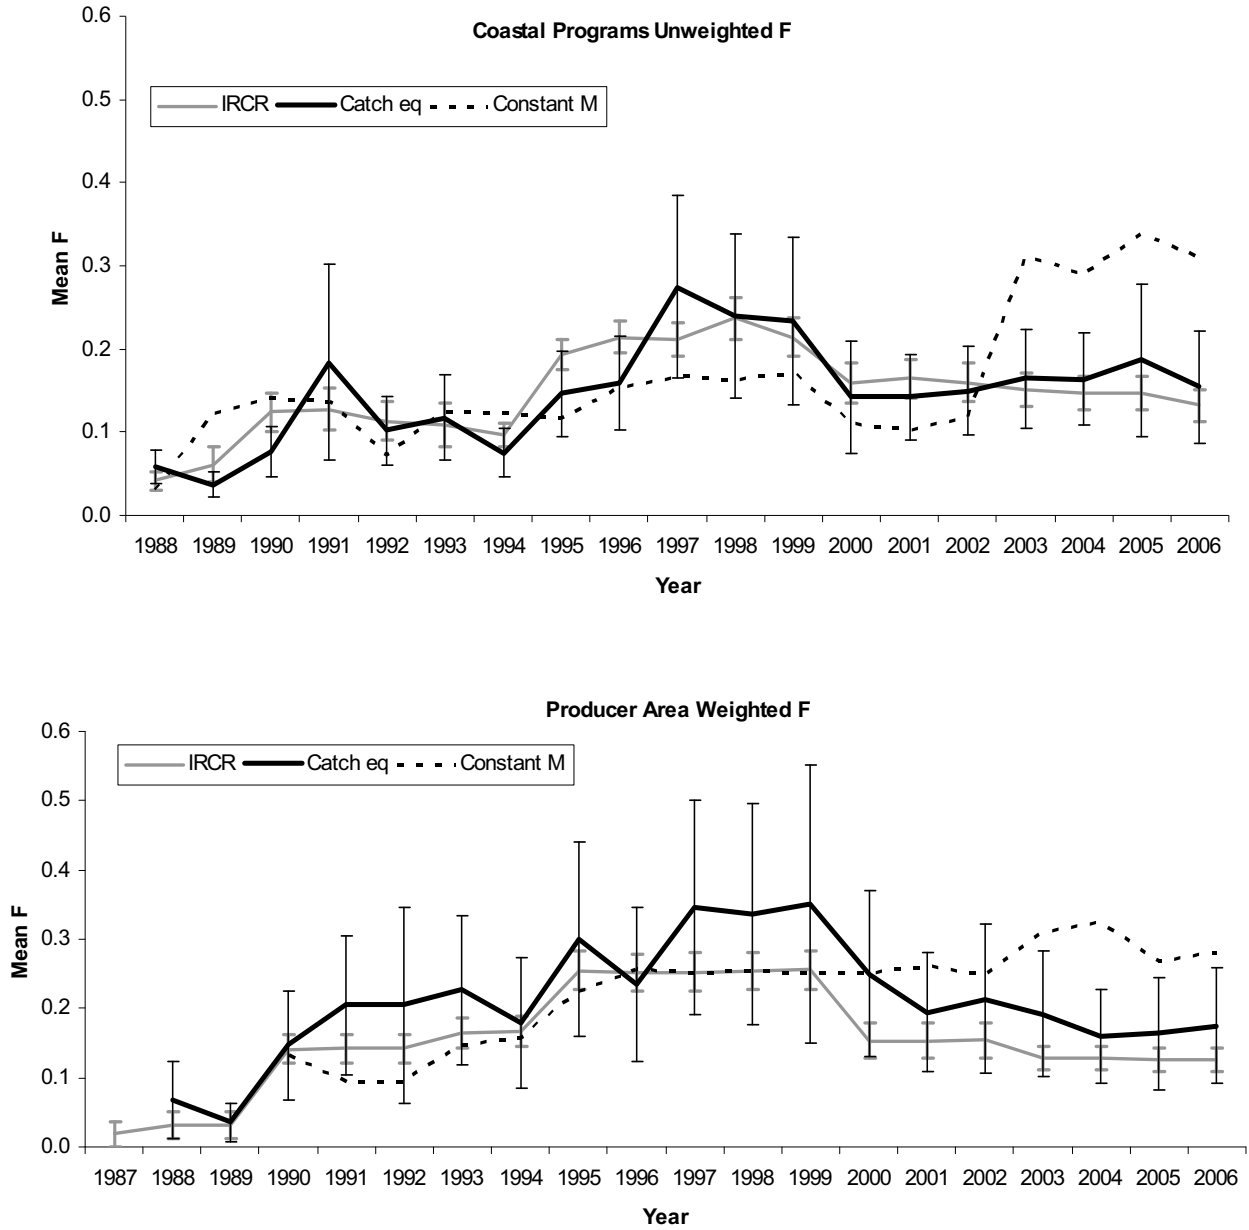 Coastal Programs Unweighted F
0.6
0.5
0.4
0.3
0.2
0.1
0.0
Mean F
IRCR Catch eq Constant M
1988 1989 1990 1991 1992 1993 1994 1995 1996 1997 1998 1999 2000 2001 2002 2003 2004 2005 2006
Year
Producer Area Weighted F
0.6
0.5
0.4
0.3
0.2
0.1
0.0
Mean F
IRCR Catch eq Constant M
1987 1988 1989 1990 1991 1992 1993 1994 1995 1996 1997 1998 1999 2000 2001 2002 2003 2004 2005 2006
Year